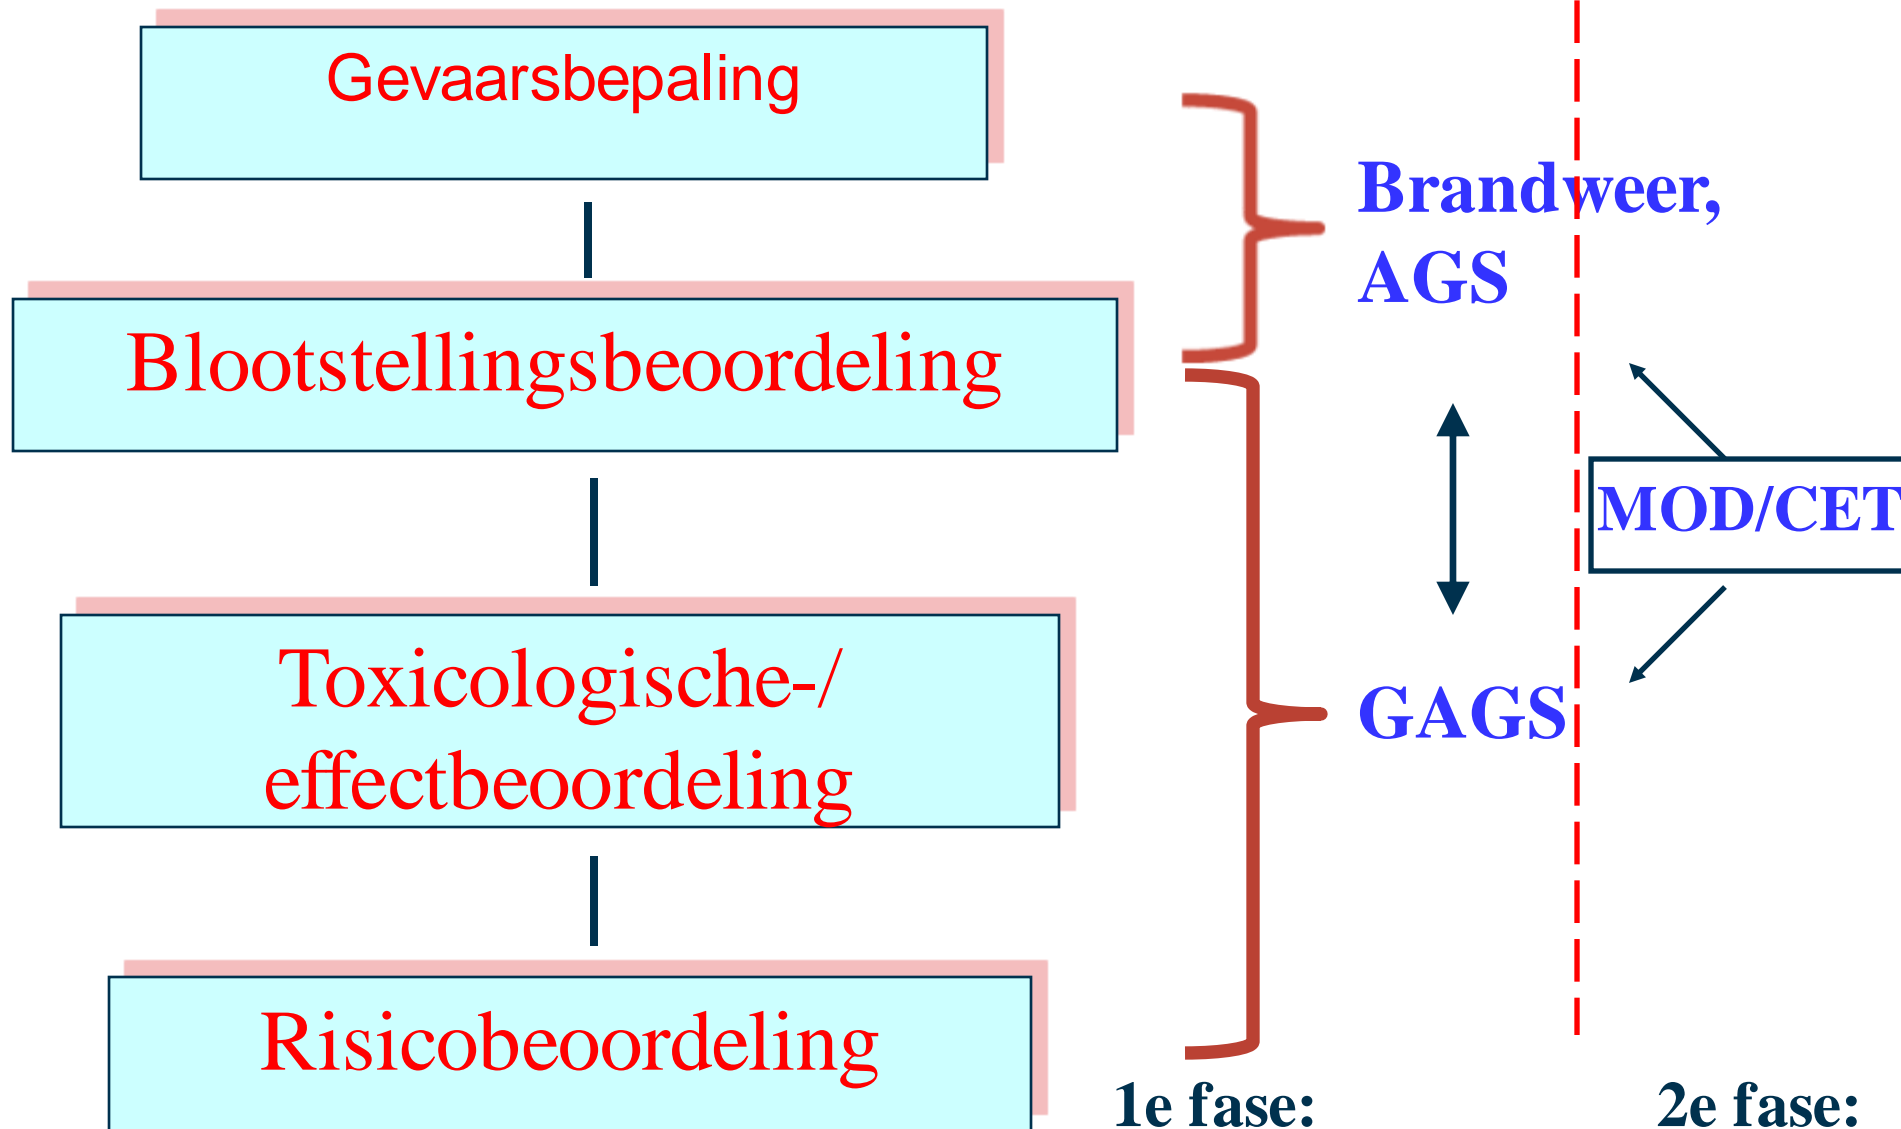 Gevaarsbepaling
Brandweer,
AGS
Blootstellingsbeoordeling
MOD/CET
Toxicologische-/
effectbeoordeling
GAGS
Risicobeoordeling
1e fase:
2e fase: